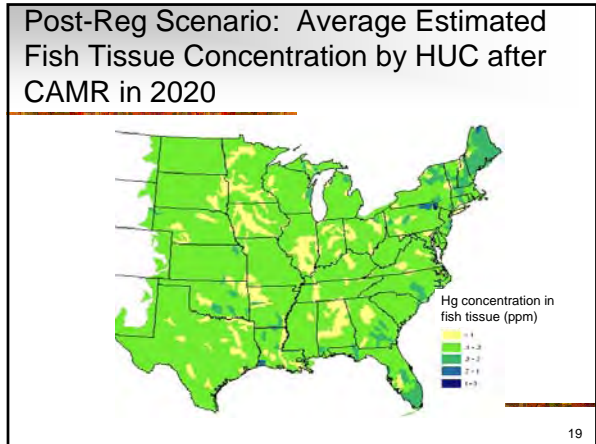 Post-Reg Scenario: Average Estimated
Fish Tissue Concentration by HUC after
CAMR in 2020
Hg concentration in
fish tissue (ppm)
19